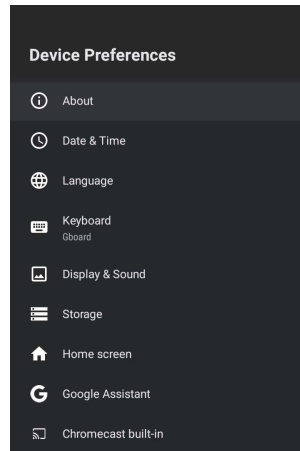 Device Preferences
About
Date & Time
Language
Keyboard
Gboard
Display & Sound
Storage
Home screen
Google Assistant
Chromecast built-in